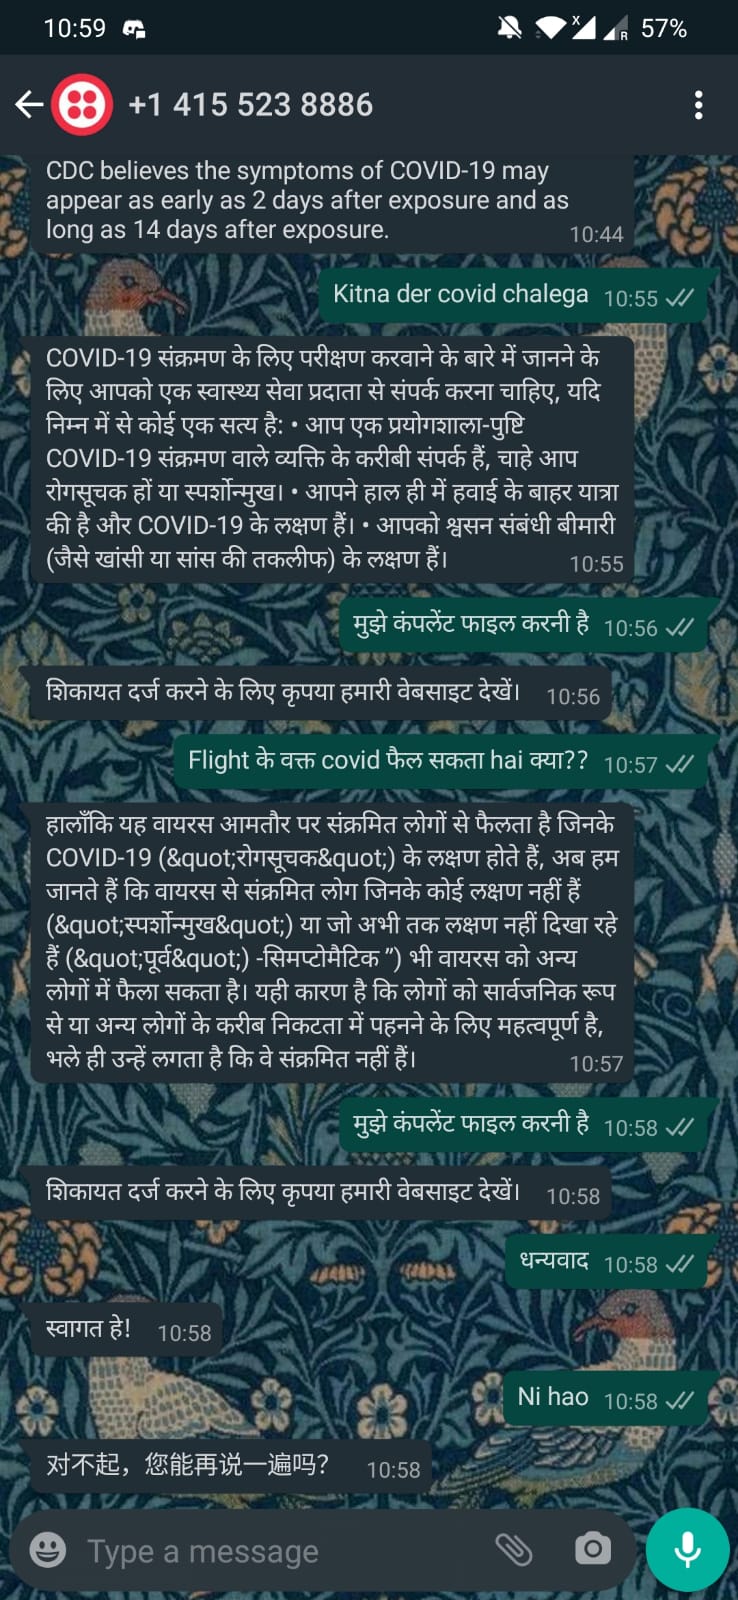 10:59
57%
+1 415 523 8886
CDC believes the symptoms of COVID-19 may
appear as early as 2 days after exposure and as
long as 14 days after exposure. 10:44
Kitna der covid chalega 10:55
COVID-19 संक्रमण के लिए परीक्षण करवाने के बारे में जानने के
लिए आपको एक स्वास्थ्य सेवा प्रदाता से संपर्क करना चाहिए, यदि
निम्न में से कोई एक सत्य है: • आप एक प्रयोगशाला-पुष्टि
COVID-19 संक्रमण वाले व्यक्ति के करीबी संपर्क हैं, चाहे आप
रोगसूचक हों या स्पर्शोन्मुख। • आपने हाल ही में हवाई के बाहर यात्रा
की है और COVID-19 के लक्षण हैं। • आपको श्वसन संबंधी बीमारी
(जैसे खांसी या सांस की तकलीफ) के लक्षण हैं। 10:55
मुझे कंपलेंट फाइल करनी है 10:56
शिकायत दर्ज करने के लिए कृपया हमारी वेबसाइट देखें। 10:56
Flight के वक्त covid फैल सकता hai क्या?? 10:57
हालाँकि यह वायरस आमतौर पर संक्रमित लोगों से फैलता है जिनके
COVID-19 (&quot;रोगसूचक&quot;) के लक्षण होते हैं, अब हम
जानते हैं कि वायरस से संक्रमित लोग जिनके कोई लक्षण नहीं हैं
(&quot;स्पर्शोन्मुख&quot;) या जो अभी तक लक्षण नहीं दिखा रहे
हैं (&quot;पूर्व&quot;) -सिमप्टोमैटिक ”) भी वायरस को अन्य
लोगों में फैला सकता है। यही कारण है कि लोगों को सार्वजनिक रूप
से या अन्य लोगों के करीब निकटता में पहनने के लिए महत्वपूर्ण है,
भले ही उन्हें लगता है कि वे संक्रमित नहीं हैं। 10:57
मुझे कंपलेंट फाइल करनी है 10:58
शिकायत दर्ज करने के लिए कृपया हमारी वेबसाइट देखें। 10:58
धन्यवाद 10:58
स्वागत हे! 10:58
Ni hao 10:58
对不起，您能再说一遍吗？ 10:58
Type a message